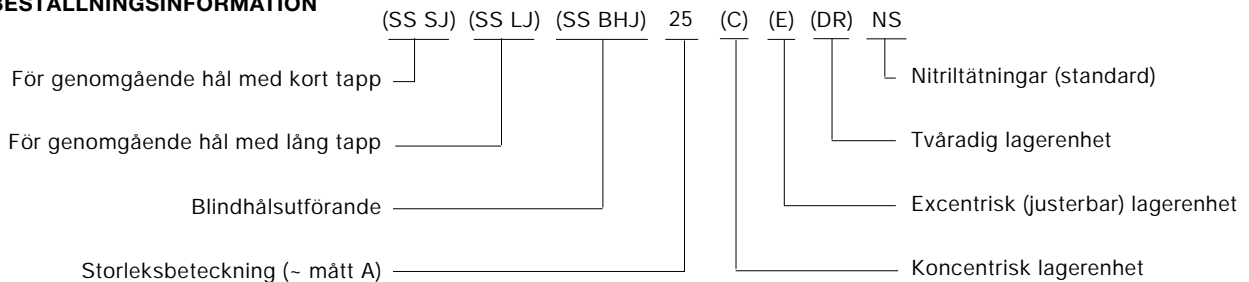 BESTÄLLNINGSINFORMATION
(SS SJ) (SS LJ) (SS BHJ) 25 (C) (E) (DR) NS
För genomgående hål med kort tapp
Nitriltätningar (standard)
För genomgående hål med lång tapp
Tvåradig lagerenhet
Blindhålsutförande
Excentrisk (justerbar) lagerenhet
Storleksbeteckning (~ mått A)
Koncentrisk lagerenhet